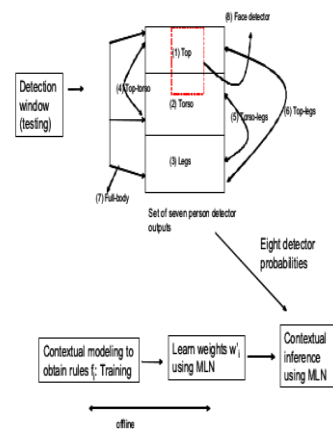 (8) Face detector
(1) Top
Detection
window
(testing)
(4) Top-torso
(2) Torso
(5) Torso-legs
(6) Top-legs
(3) Legs
(7) Full-body
Set of seven person detector
outputs
Eight detector
probabilities
Contextual modeling to
obtain rules fi: Training
Learn weights w'i
using MLN
Contextual
inference
using MLN
offline